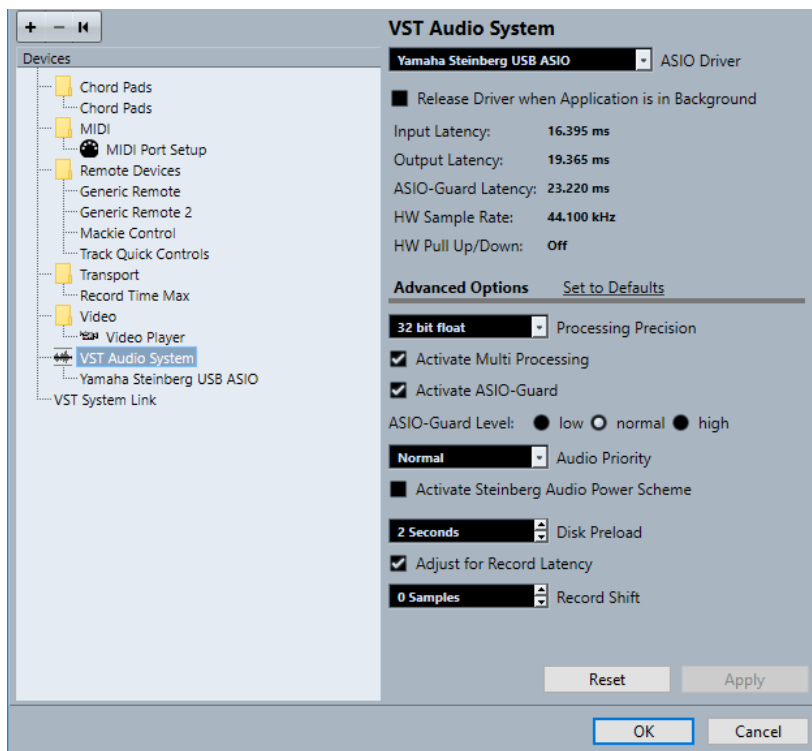 Devices
Chord Pads
Chord Pads
MIDI
MIDI Port Setup
Remote Devices
Generic Remote
Generic Remote 2
Mackie Control
Track Quick Controls
Transport
Record Time Max
Video
Video Player
VST Audio System
Yamaha Steinberg USB ASIO
VST System Link
VST Audio System
Yamaha Steinberg USB ASIO ASIO Driver
Release Driver when Application is in Background
Input Latency: 16.395 ms
Output Latency: 19.365 ms
ASIO-Guard Latency: 23.220 ms
HW Sample Rate: 44.100 kHz
HW Pull Up/Down: Off
Advanced Options Set to Defaults
32 bit float Processing Precision
Activate Multi Processing
Activate ASIO-Guard
ASIO-Guard Level: low normal high
Normal Audio Priority
Activate Steinberg Audio Power Scheme
2 Seconds Disk Preload
Adjust for Record Latency
0 Samples Record Shift
Reset Apply
OK Cancel